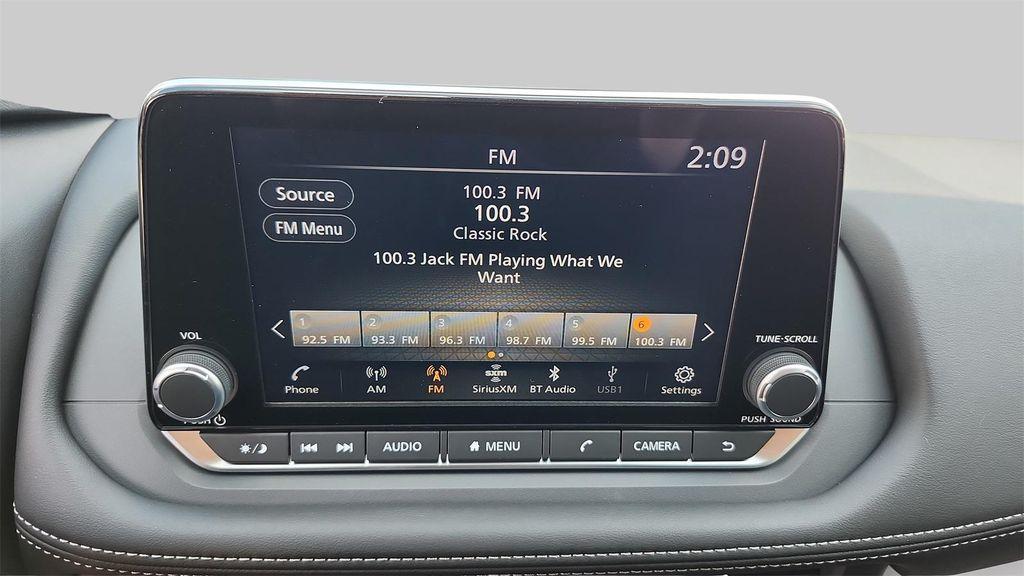 FM
2:09
Source
FM Menu
100.3 FM
100.3
Classic Rock
100.3 Jack FM Playing What We
Want
1 2 3 4 5 6
92.5 FM 93.3 FM 96.3 FM 98.7 FM 99.5 FM 100.3 FM
sxm
Phone AM FM SiriusXM BT Audio USB1 Settings
VOL
PUSH
TUNE·SCROLL
PUSH SOUND
AUDIO MENU CAMERA